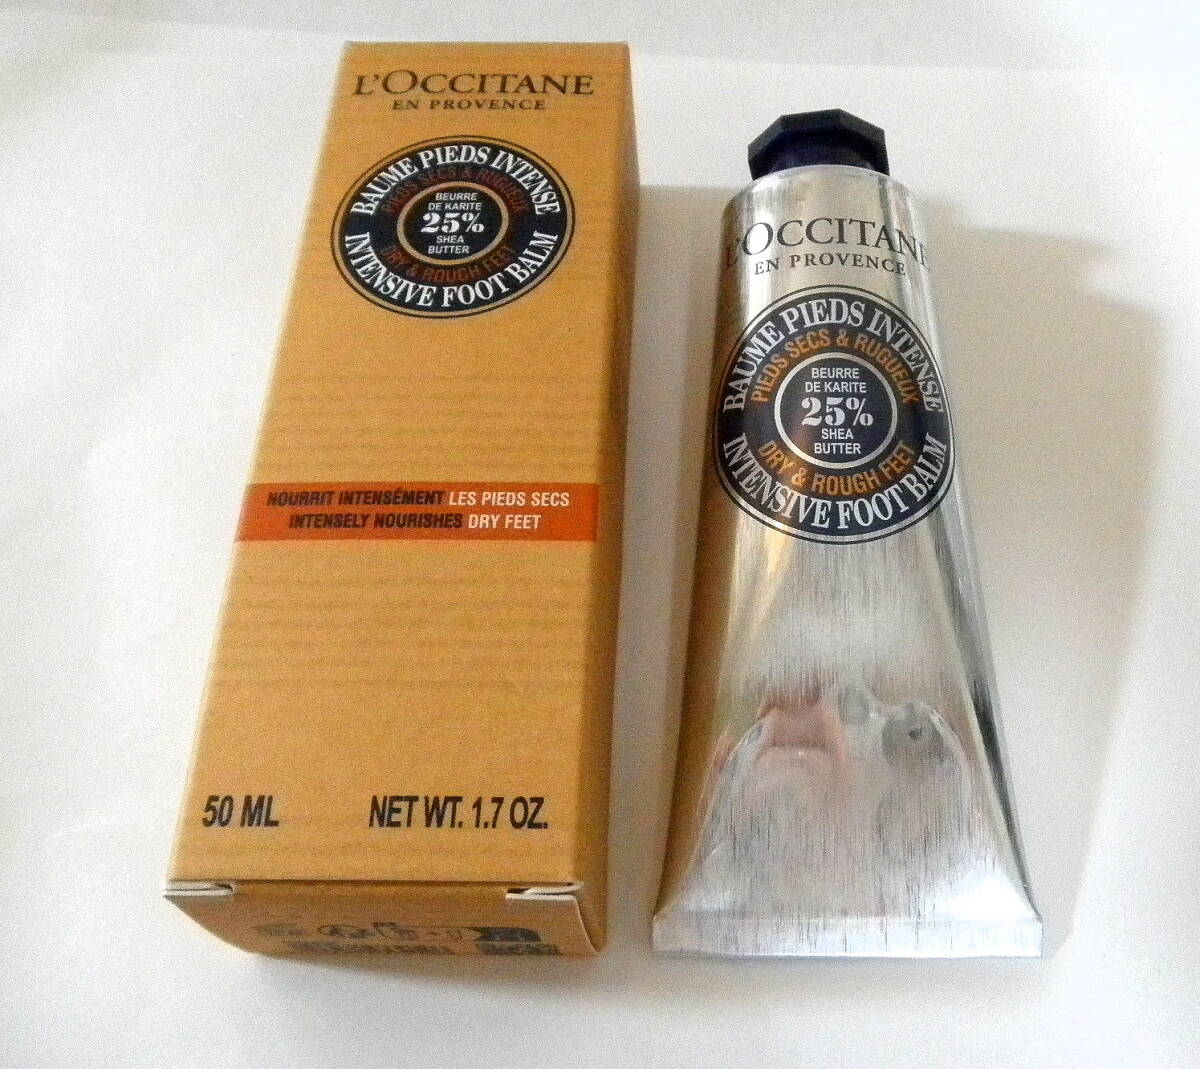 L'OCCITANE
EN PROVENCE
BAUME PIEDS INTENSE
PIEDS SECS & RUGUEUX
BEURRE
DE KARITE
25%
SHEA
BUTTER
DRY & ROUGH FEET
INTENSIVE FOOT BALM
NOURRIT INTENSÉMENT LES PIEDS SECS
INTENSELY NOURISHES DRY FEET
50 ML NET WT. 1.7 OZ.
L'OCCITANE
EN PROVENCE
BAUME PIEDS INTENSE
PIEDS SECS & RUGUEUX
BEURRE
DE KARITE
25%
SHEA
BUTTER
DRY & ROUGH FEET
INTENSIVE FOOT BALM